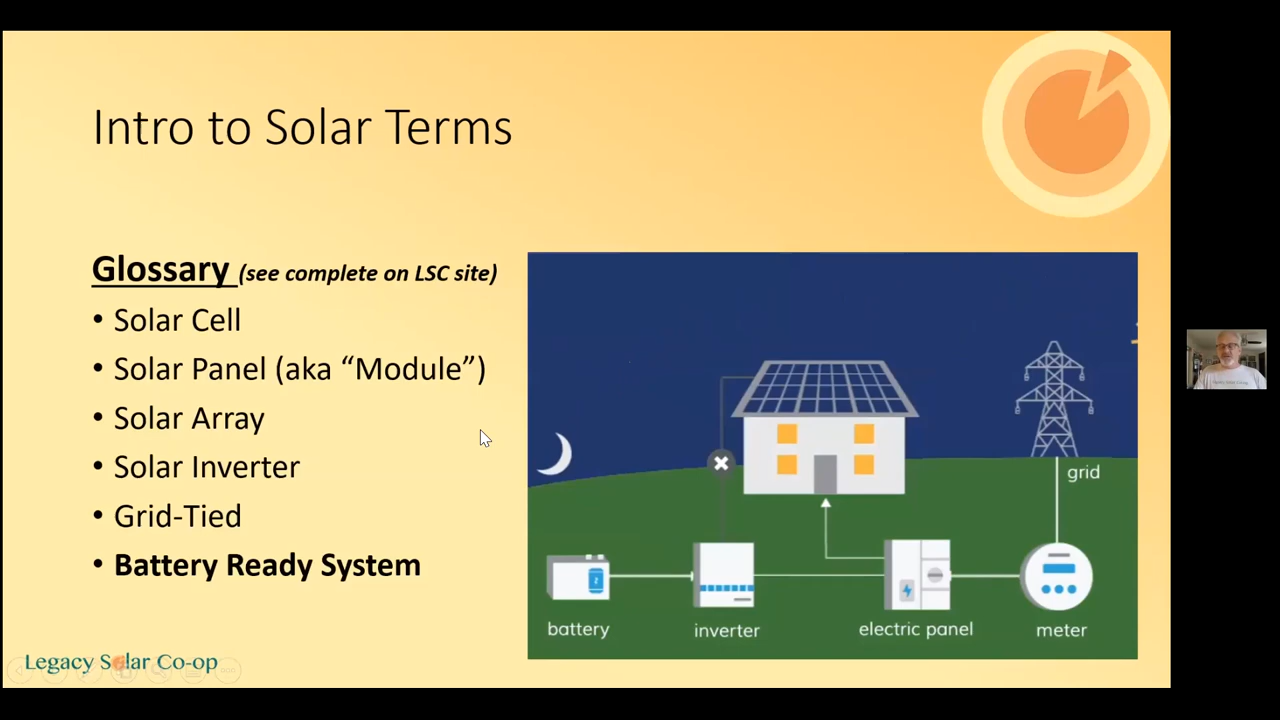 Intro to Solar Terms
Glossary (see complete on LSC site)
• Solar Cell
• Solar Panel (aka “Module”)
• Solar Array
• Solar Inverter
• Grid-Tied
• Battery Ready System
grid
battery
inverter
electric panel
meter
Legacy Solar Co-op